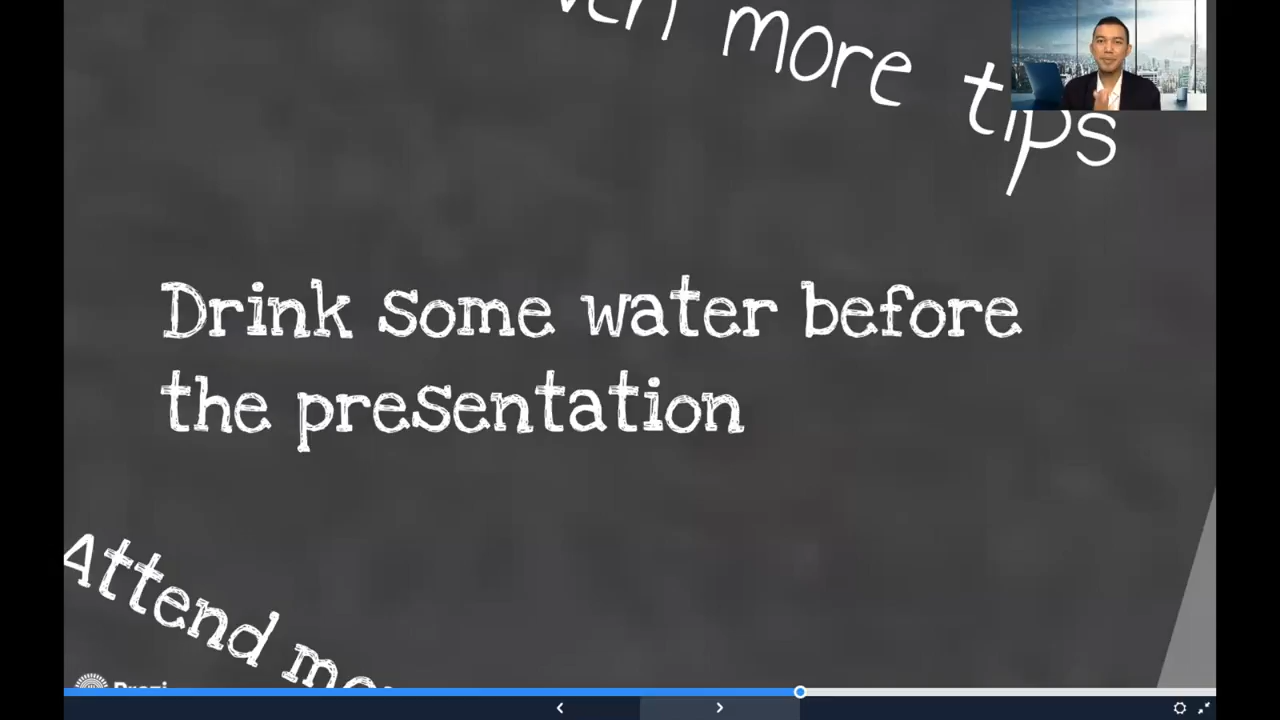 more tips
Drink some water before
the presentation
Attend